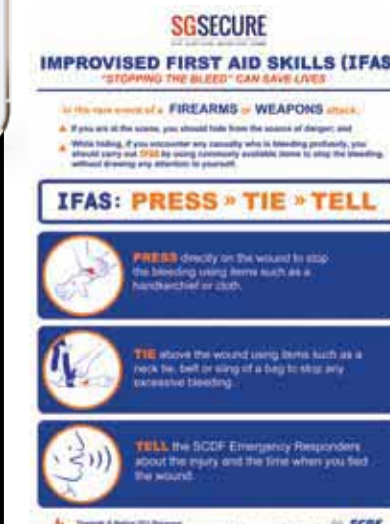 SGSECURE
IMPROVISED FIRST AID SKILLS (IFAS
"STOPPING THE BLEED" CAN SAVE LIVES
In the rare event of a FIREARMS or WEAPONS attack:
If you are at the scene, you should hide from the source of danger; and
While hiding, if you encounter any casualty who is bleeding profusely, you
should carry out IFAS by using commonly available items to stop the bleeding,
without drawing any attention to yourself.
IFAS: PRESS » TIE » TELL
PRESS directly on the wound to stop
the bleeding using items such as a
handkerchief or cloth.
TIE above the wound using items such as a
neck tie, belt or sling of a bag to stop any
excessive bleeding.
TELL the SCDF Emergency Responders
about the injury and the time when you tied
the wound.